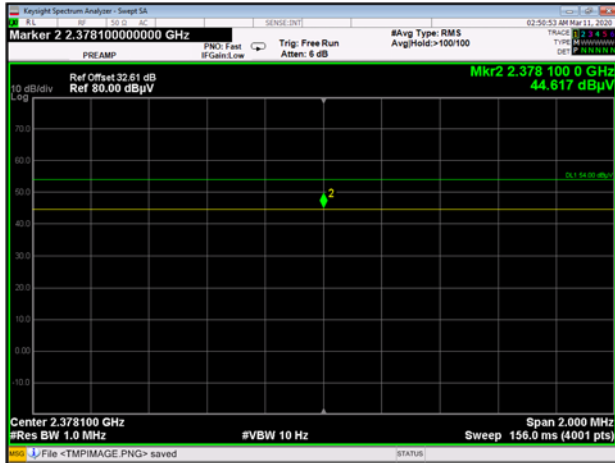 Keysight Spectrum Analyzer - Swept SA
RL RF 50 Ω AC SENSE:INT 02:50:53 AM Mar 11, 2020
Marker 2 2.378100000000 GHz
PREAMP
PNO: Fast
IFGain:Low
Trig: Free Run
Atten: 6 dB
#Avg Type: RMS
Avg|Hold:>100/100
TRACE 1 2 3 4 5 6
TYPE M W W W W W
DET P N N N N N
Mkr2 2.378 100 0 GHz
44.617 dBµV
Ref Offset 32.61 dB
10 dB/div Ref 80.00 dBµV
Log
70.0
60.0
DL1 54.00 dBµV
50.0
2
40.0
30.0
20.0
10.0
0.00
-10.0
Center 2.378100 GHz Span 2.000 MHz
#Res BW 1.0 MHz #VBW 10 Hz Sweep 156.0 ms (4001 pts)
MSG File <TMPIMAGE.PNG> saved STATUS